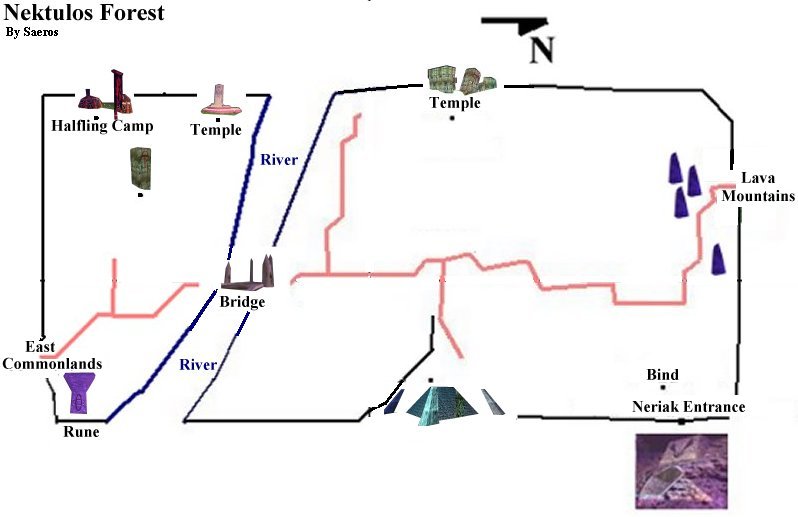 Nektulos Forest
By Saeros
N
Halfling Camp
Temple
Temple
River
Lava
Mountains
Bridge
East
Commonlands
River
Rune
Bind
Neriak Entrance